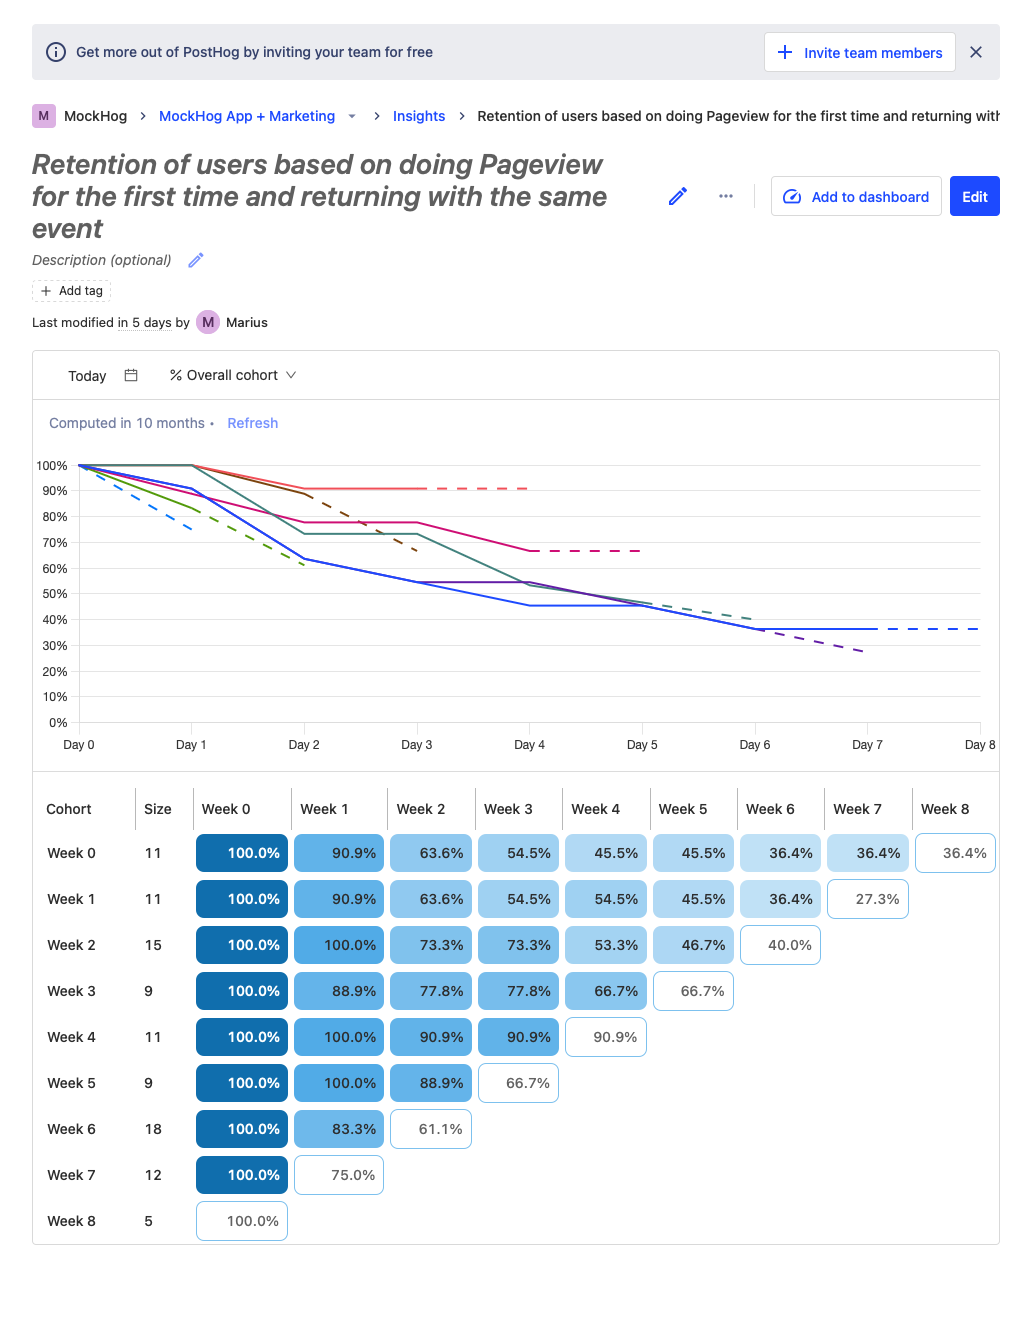 Get more out of PostHog by inviting your team for free
Invite team members
M MockHog > MockHog App + Marketing > Insights > Retention of users based on doing Pageview for the first time and returning with
Retention of users based on doing Pageview
for the first time and returning with the same
event
Add to dashboard
Edit
Description (optional)
+ Add tag
Last modified in 5 days by M Marius
Today % Overall cohort
Computed in 10 months • Refresh
100%
90%
80%
70%
60%
50%
40%
30%
20%
10%
0%
Day 0 Day 1 Day 2 Day 3 Day 4 Day 5 Day 6 Day 7 Day 8
Cohort Size Week 0 Week 1 Week 2 Week 3 Week 4 Week 5 Week 6 Week 7 Week 8
Week 0 11 100.0% 90.9% 63.6% 54.5% 45.5% 45.5% 36.4% 36.4% 36.4%
Week 1 11 100.0% 90.9% 63.6% 54.5% 54.5% 45.5% 36.4% 27.3%
Week 2 15 100.0% 100.0% 73.3% 73.3% 53.3% 46.7% 40.0%
Week 3 9 100.0% 88.9% 77.8% 77.8% 66.7% 66.7%
Week 4 11 100.0% 100.0% 90.9% 90.9% 90.9%
Week 5 9 100.0% 100.0% 88.9% 66.7%
Week 6 18 100.0% 83.3% 61.1%
Week 7 12 100.0% 75.0%
Week 8 5 100.0%